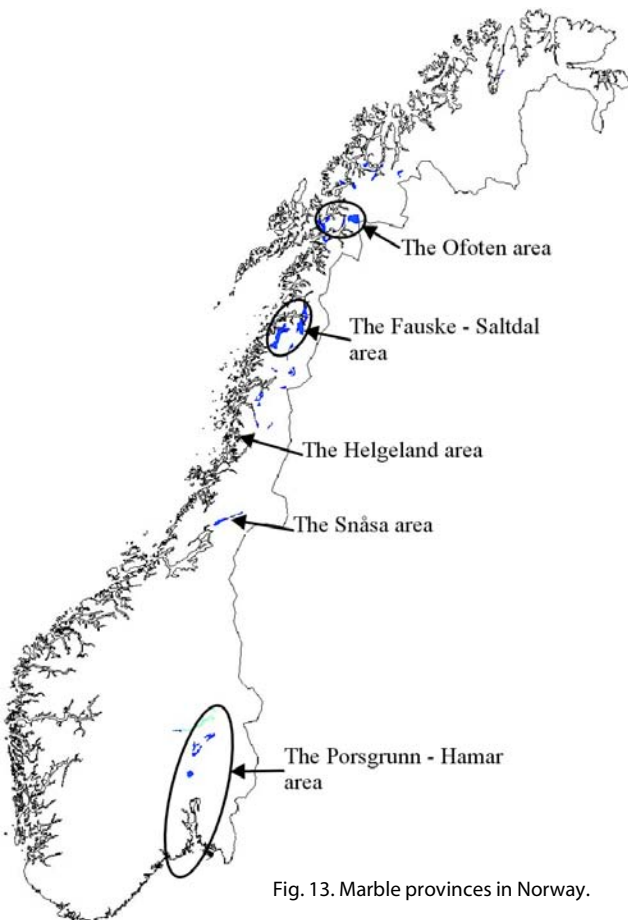 The Ofoten area
The Fauske - Saltdal
area
The Helgeland area
The Snåsa area
The Porsgrunn - Hamar
area
Fig. 13. Marble provinces in Norway.